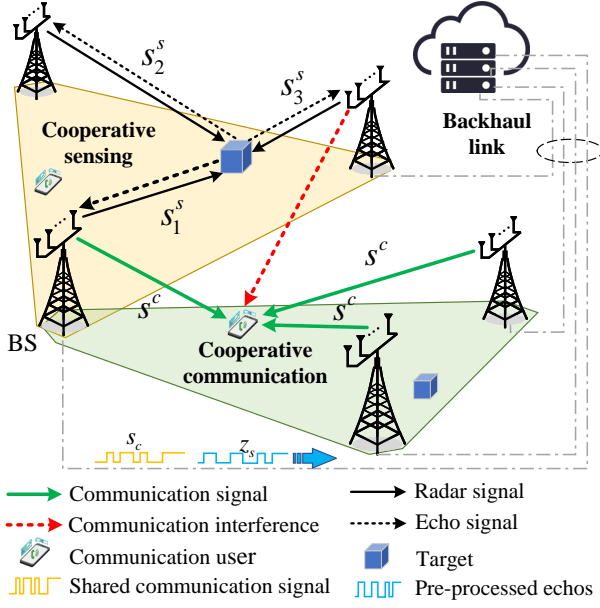 s_2^s
s_3^s
Cooperative
sensing
Backhaul
link
s_1^s
s^c
s^c
s^c
BS
Cooperative
communication
s_c
z_s
Communication signal
Radar signal
Communication interference
Echo signal
Communication user
Target
Shared communication signal
Pre-processed echos